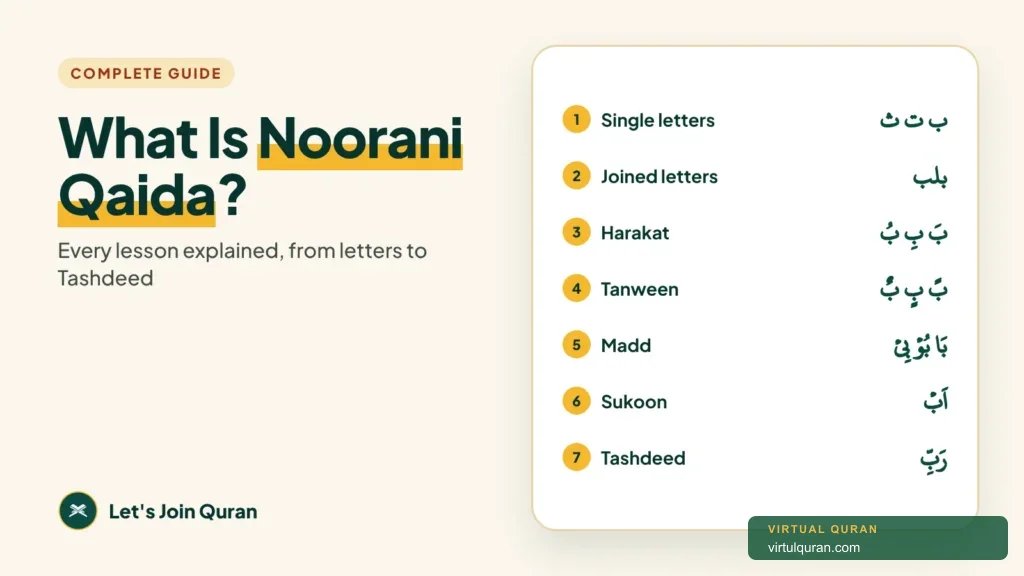 COMPLETE GUIDE
What Is Noorani
Qaida?
Every lesson explained, from letters to
Tashdeed
Let's Join Quran
1 Single letters ب ت ث
2 Joined letters بلب
3 Harakat بَ بِ بُ
4 Tanween بً بٍ بٌ
5 Madd بَا بُوْ بِيْ
6 Sukoon اَبْ
7 Tashdeed رَبِّ
VIRTUAL QURAN
virtulquran.com